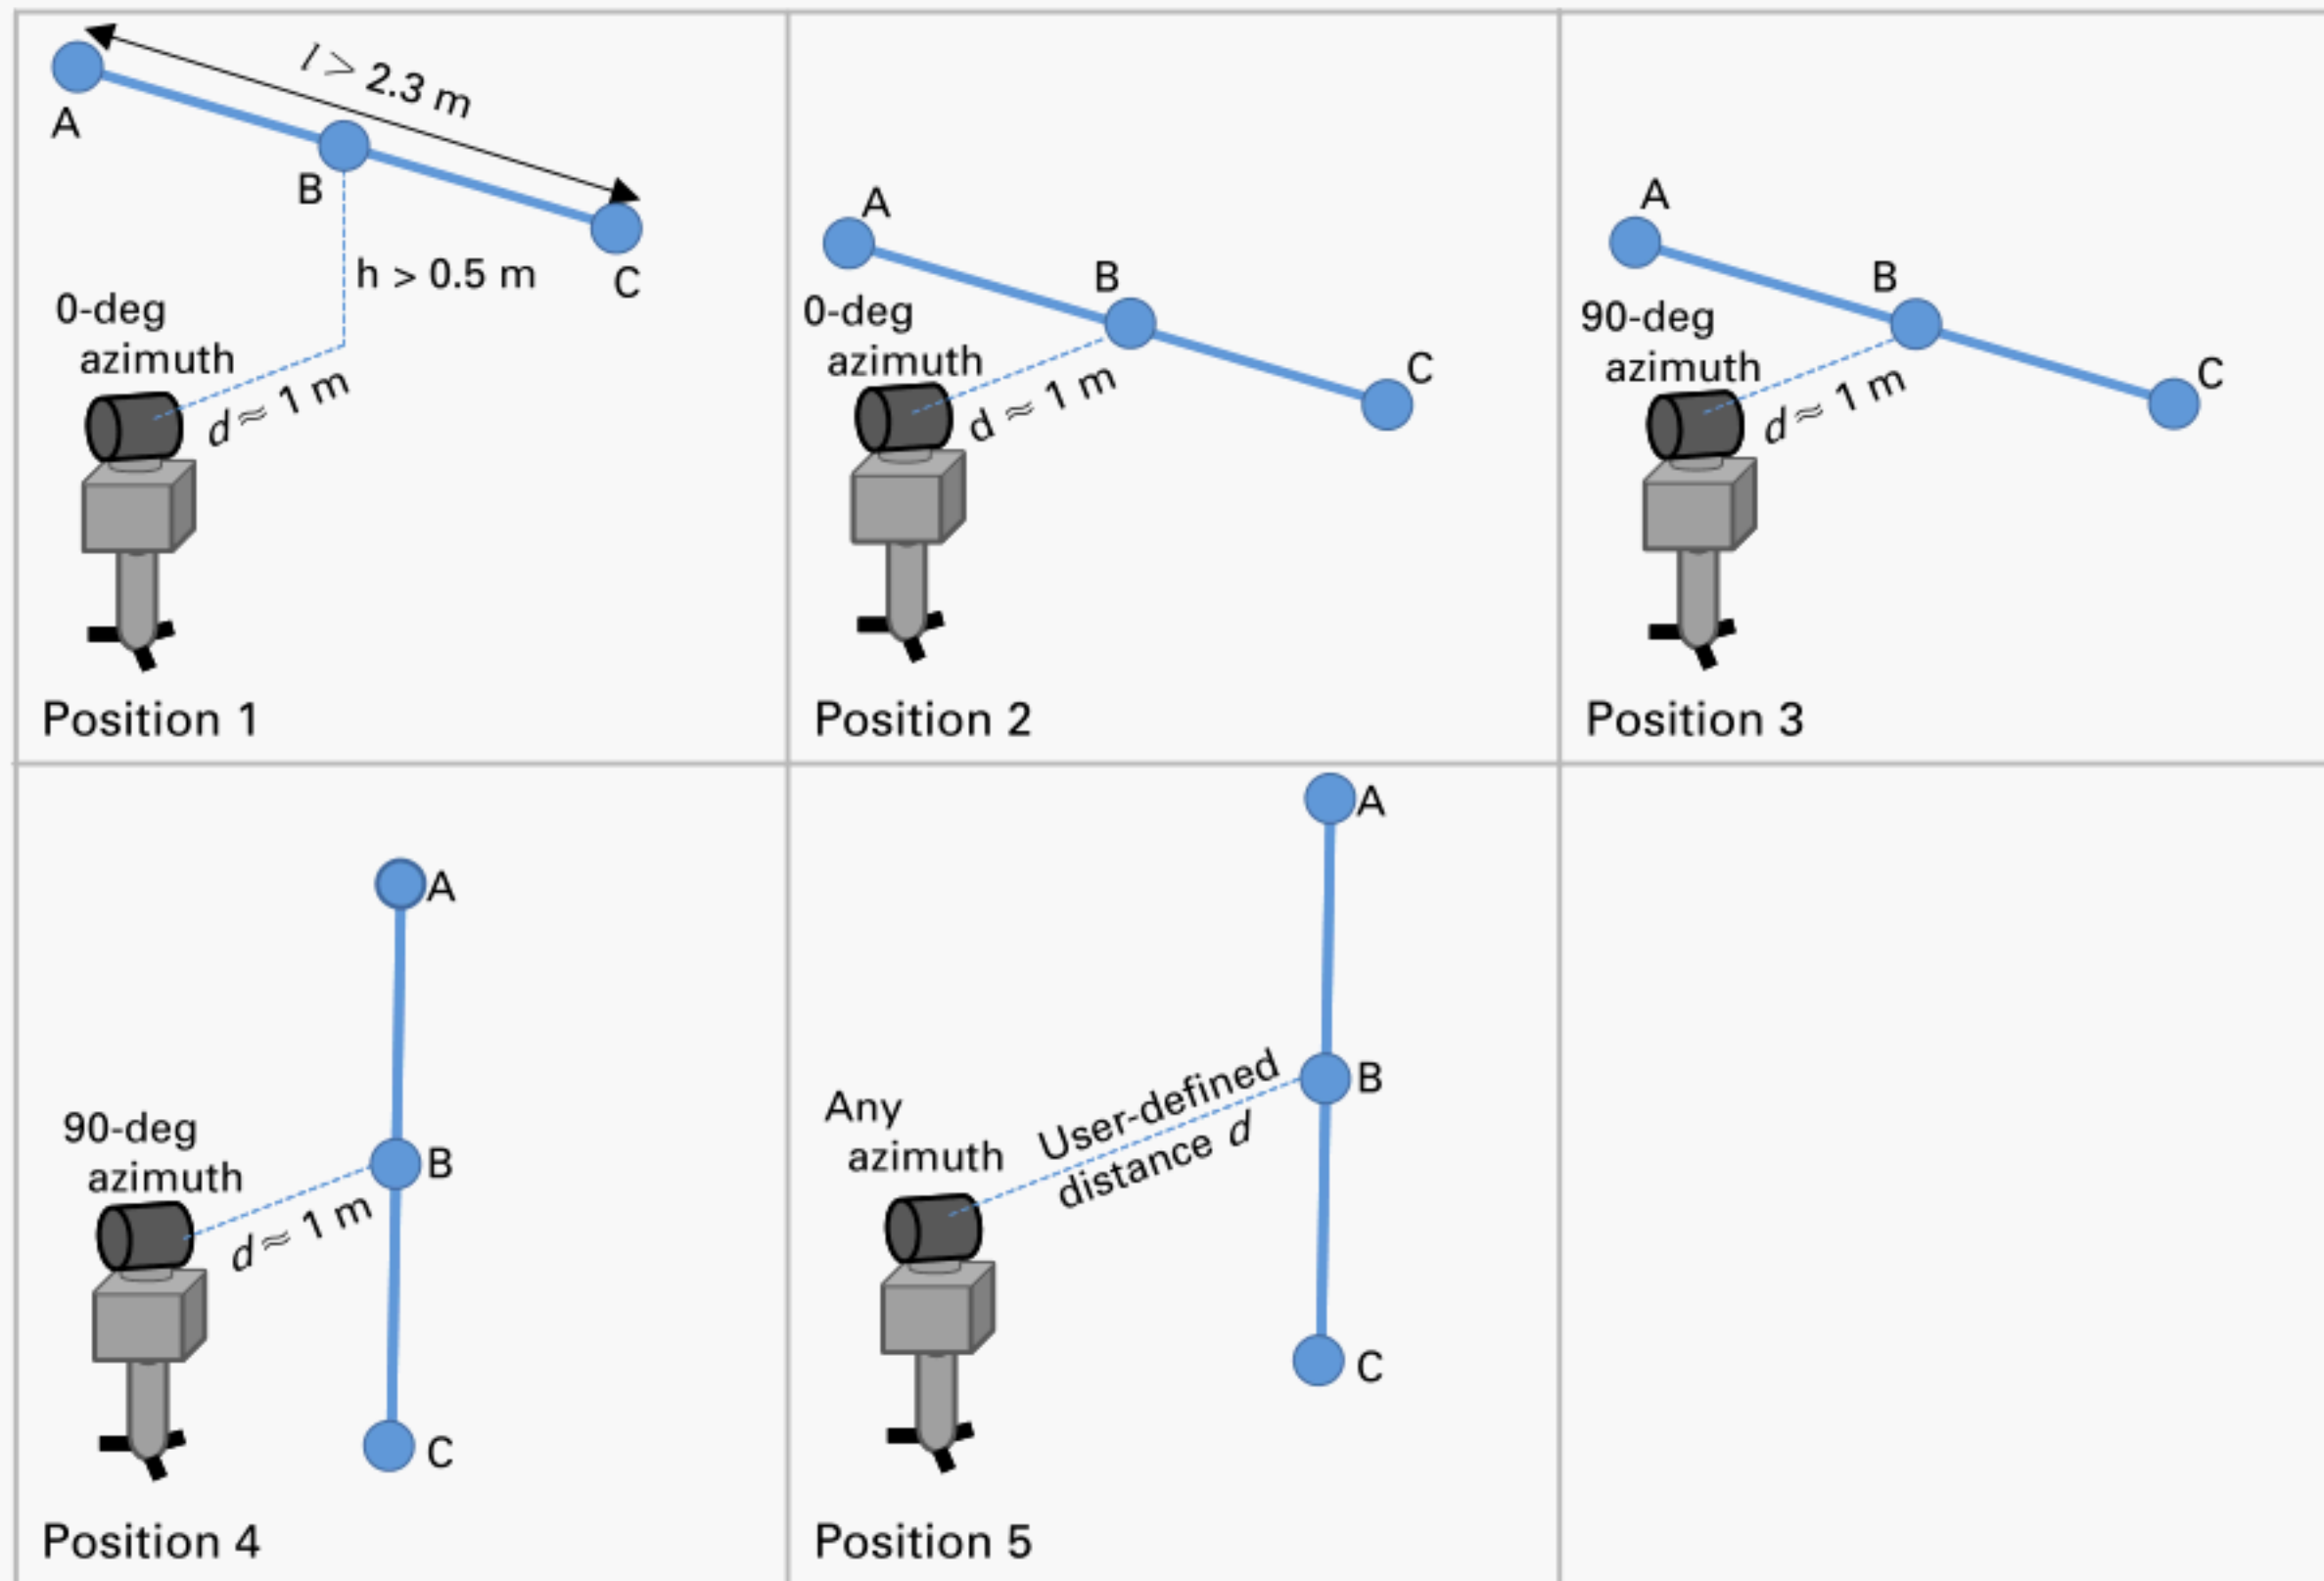 l > 2.3 m
A
B
C
h > 0.5 m
0-deg
azimuth
d ≈ 1 m
Position 1
A
B
C
0-deg
azimuth
d ≈ 1 m
Position 2
A
B
C
90-deg
azimuth
d ≈ 1 m
Position 3
A
B
C
90-deg
azimuth
d ≈ 1 m
Position 4
A
B
C
Any
azimuth
User-defined
distance d
Position 5